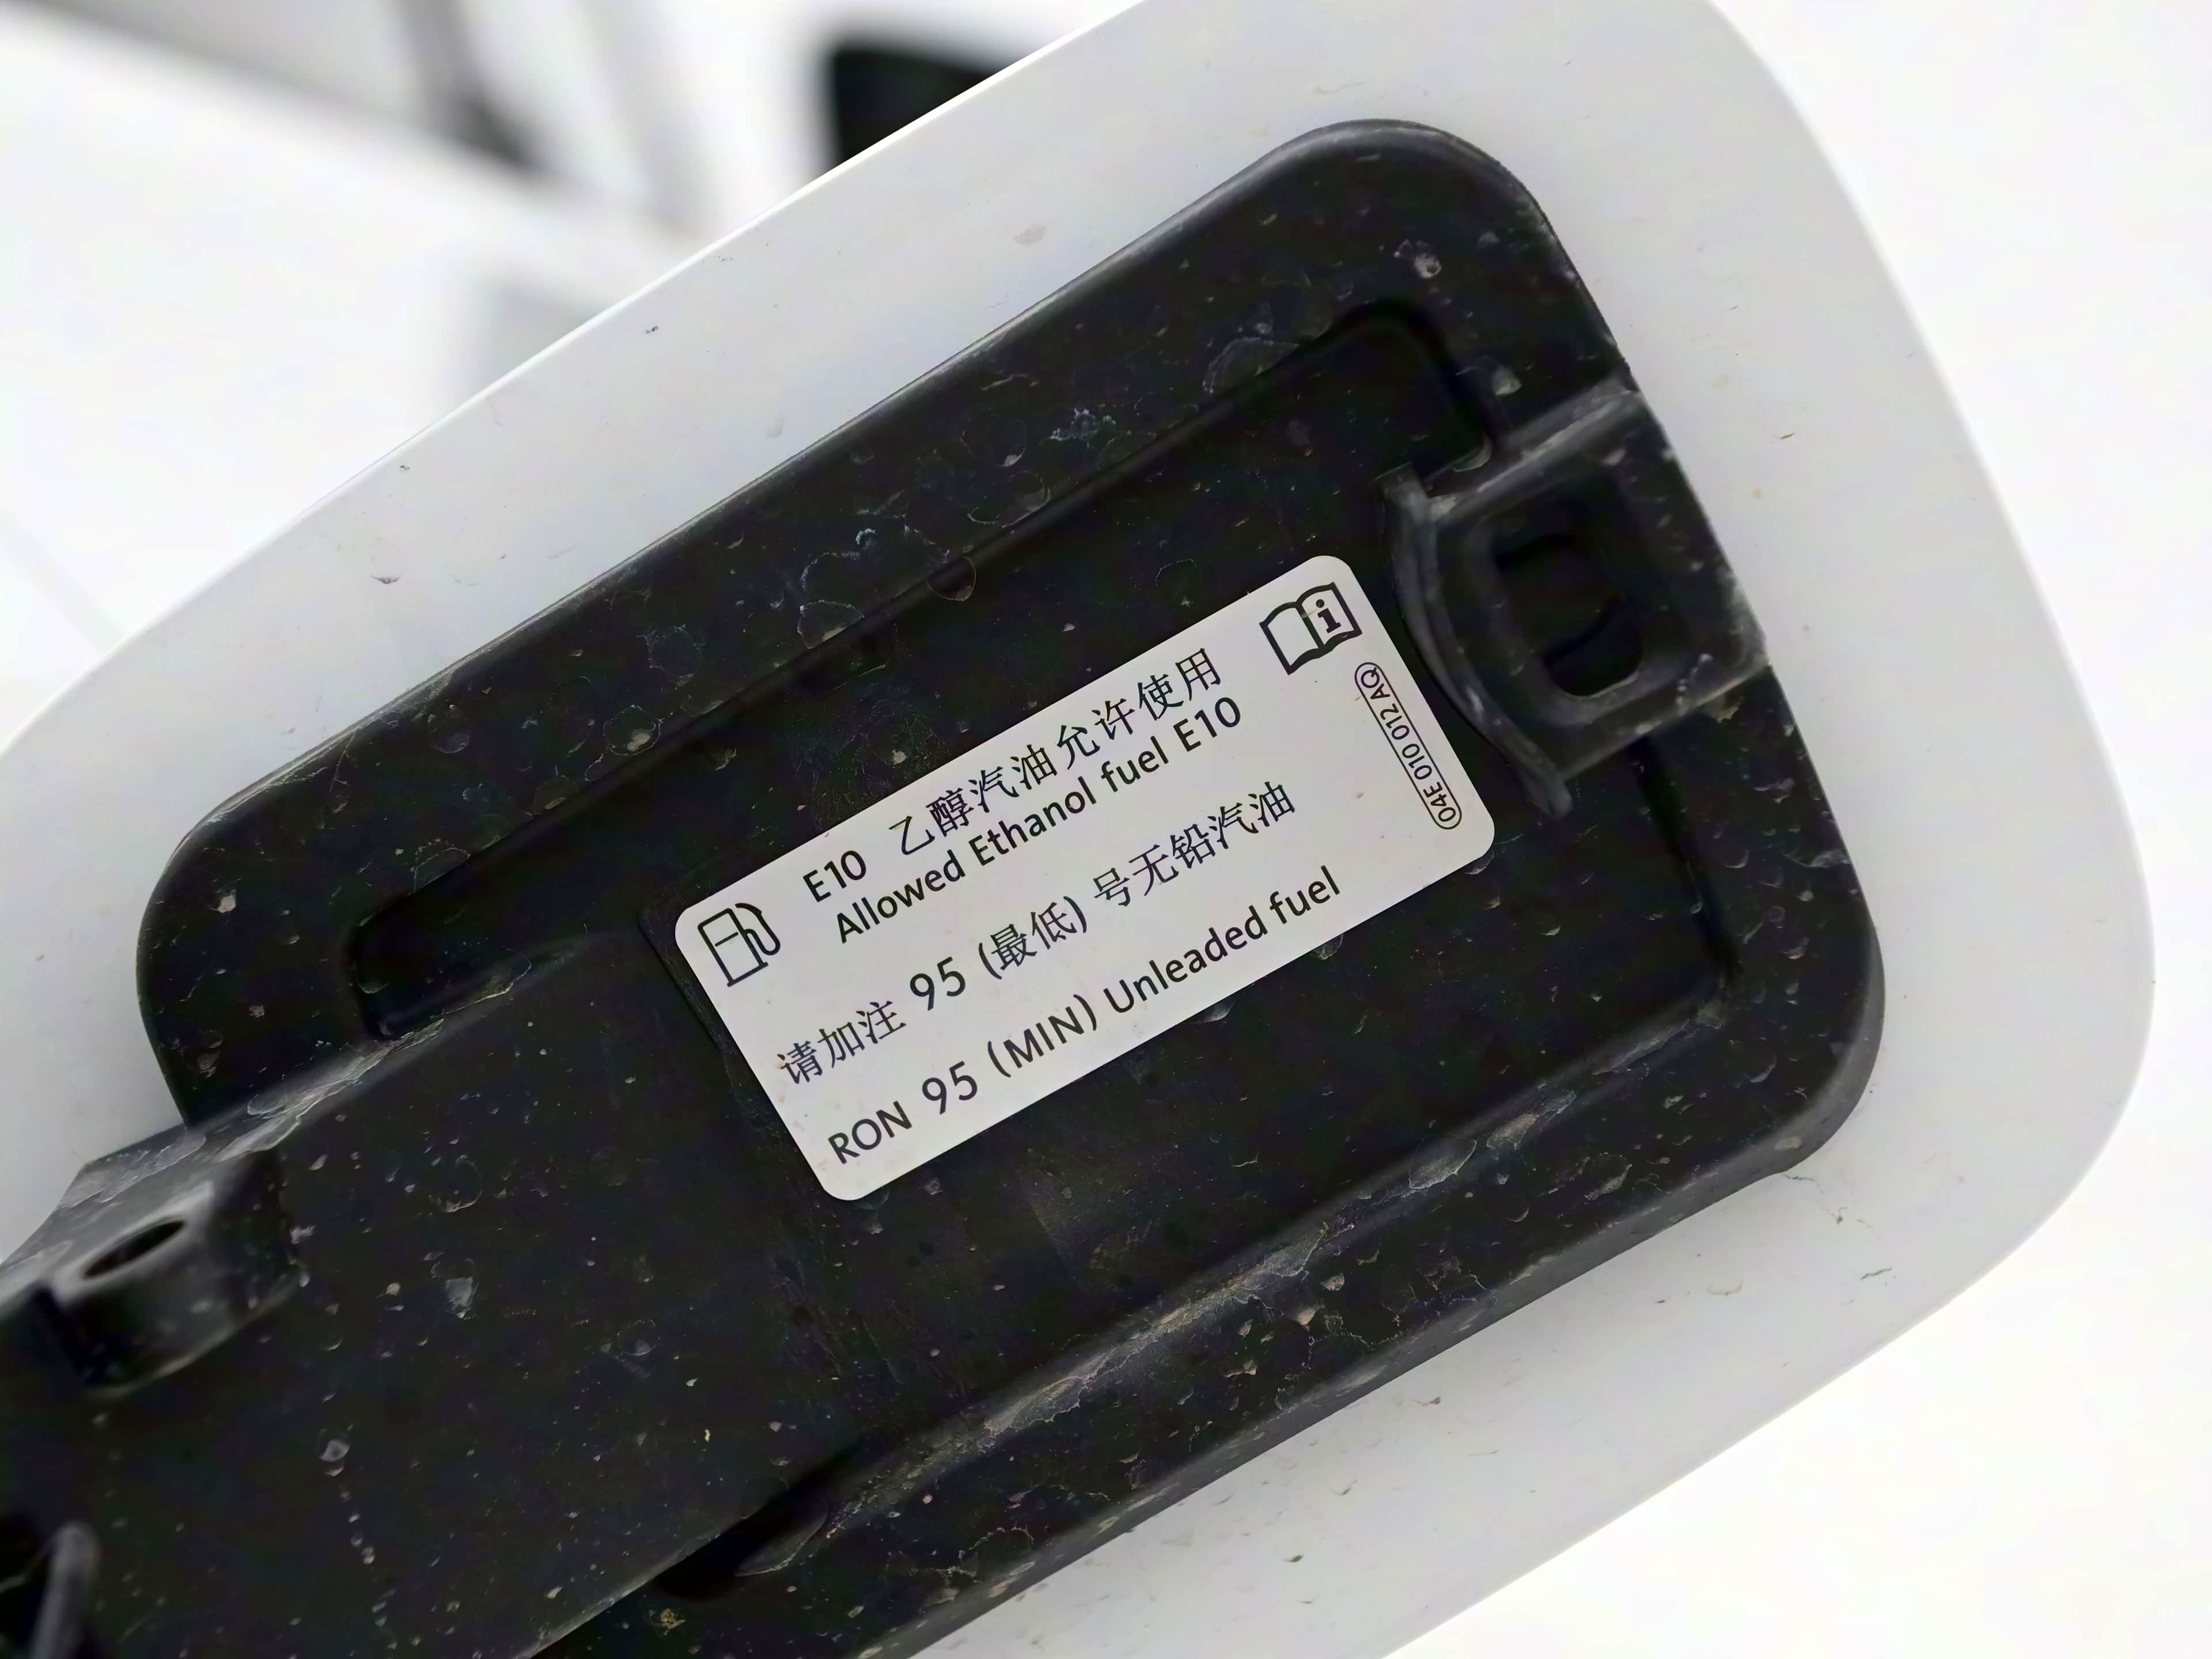 E10 乙醇汽油允许使用
Allowed Ethanol fuel E10
请加注 95 (最低) 号无铅汽油
RON 95 (MIN) Unleaded fuel
04E 010 012 AQ